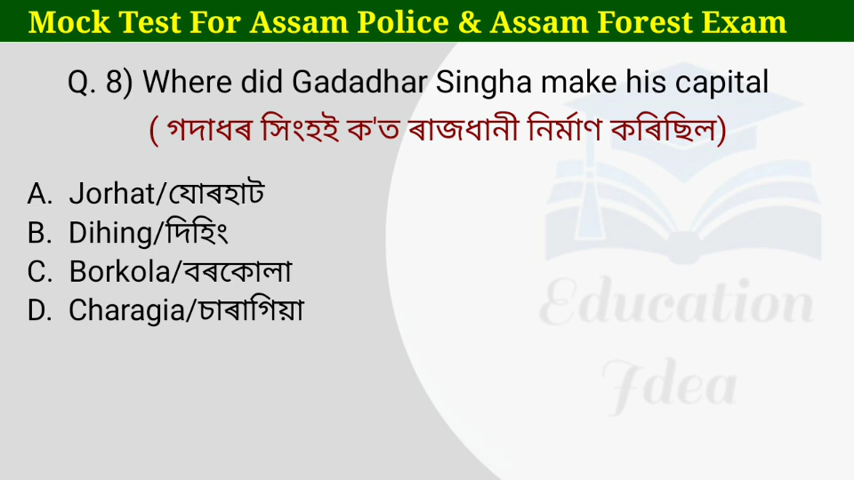 Mock Test For Assam Police & Assam Forest Exam
Q. 8) Where did Gadadhar Singha make his capital
( গদাধৰ সিংহই ক'ত ৰাজধানী নিৰ্মাণ কৰিছিল)
A. Jorhat/যোৰহাট
B. Dihing/দিহিং
C. Borkola/বৰকোলা
D. Charagia/চাৰাগিয়া
Education
Idea